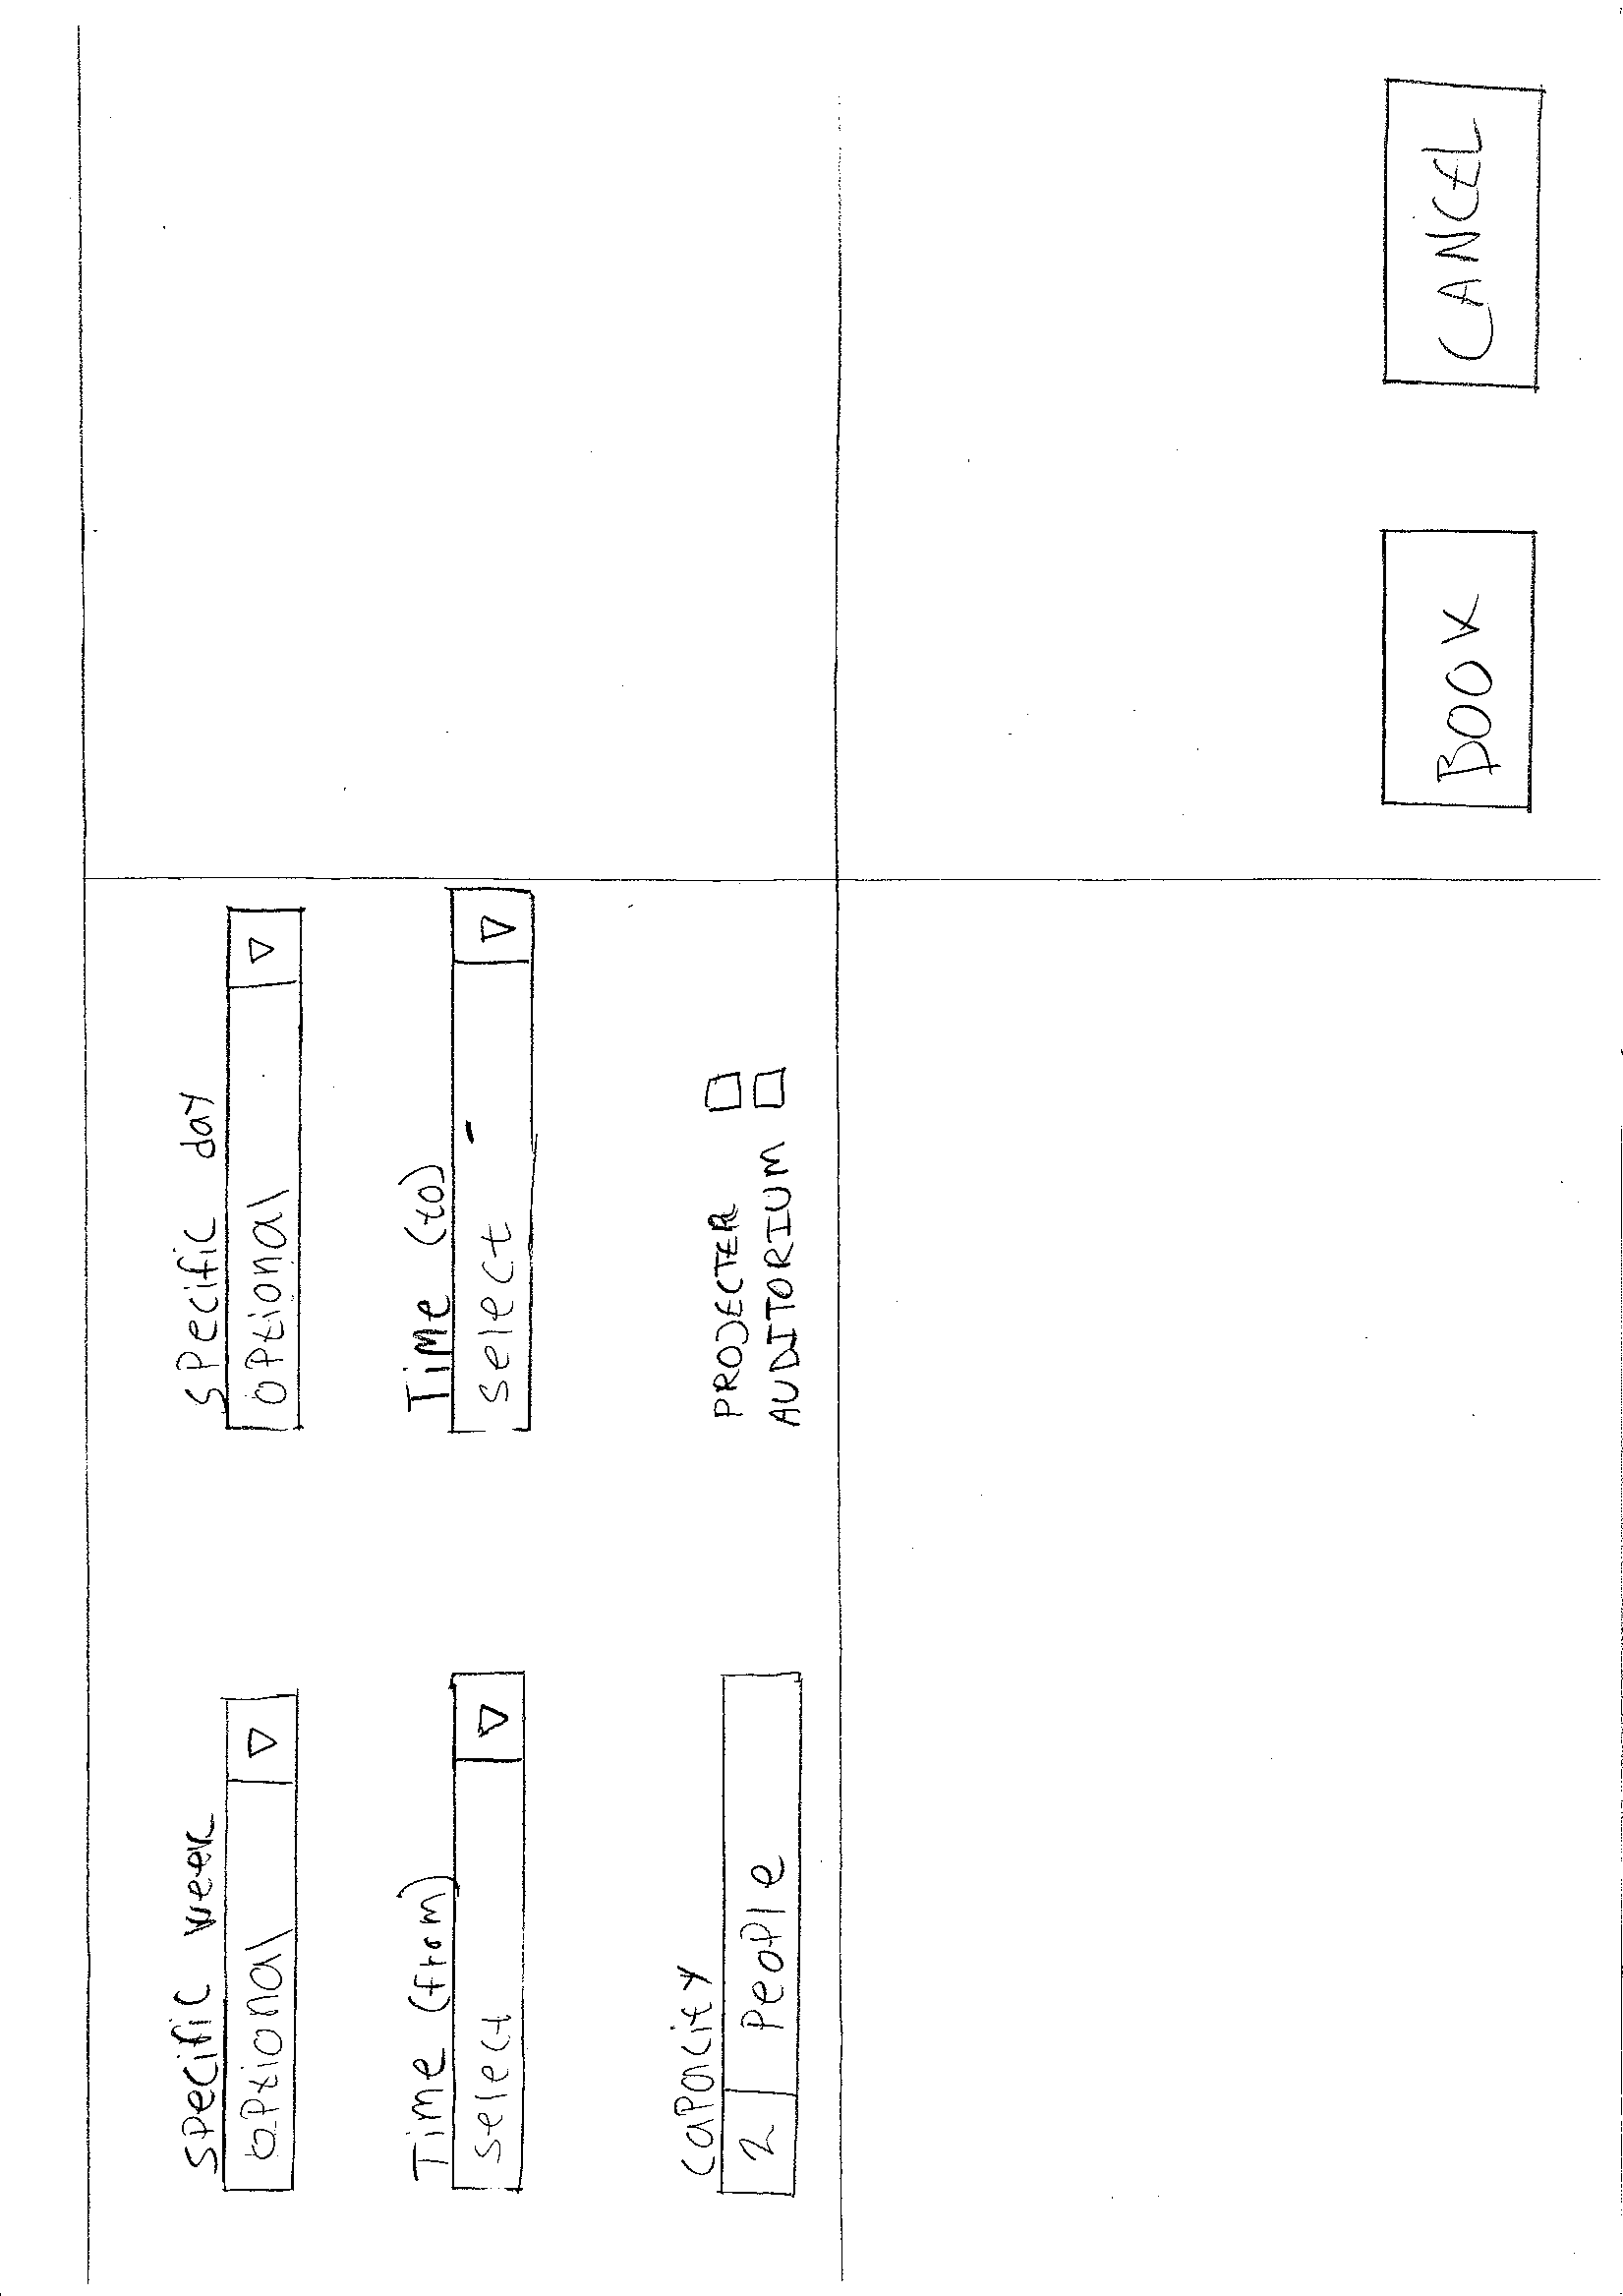 Specific week
optional
Specific day
optional
Time (from)
select
Time (to)
select
Capacity
2 People
PROJECTER
AUDITORIUM
BOOK
CANCEL